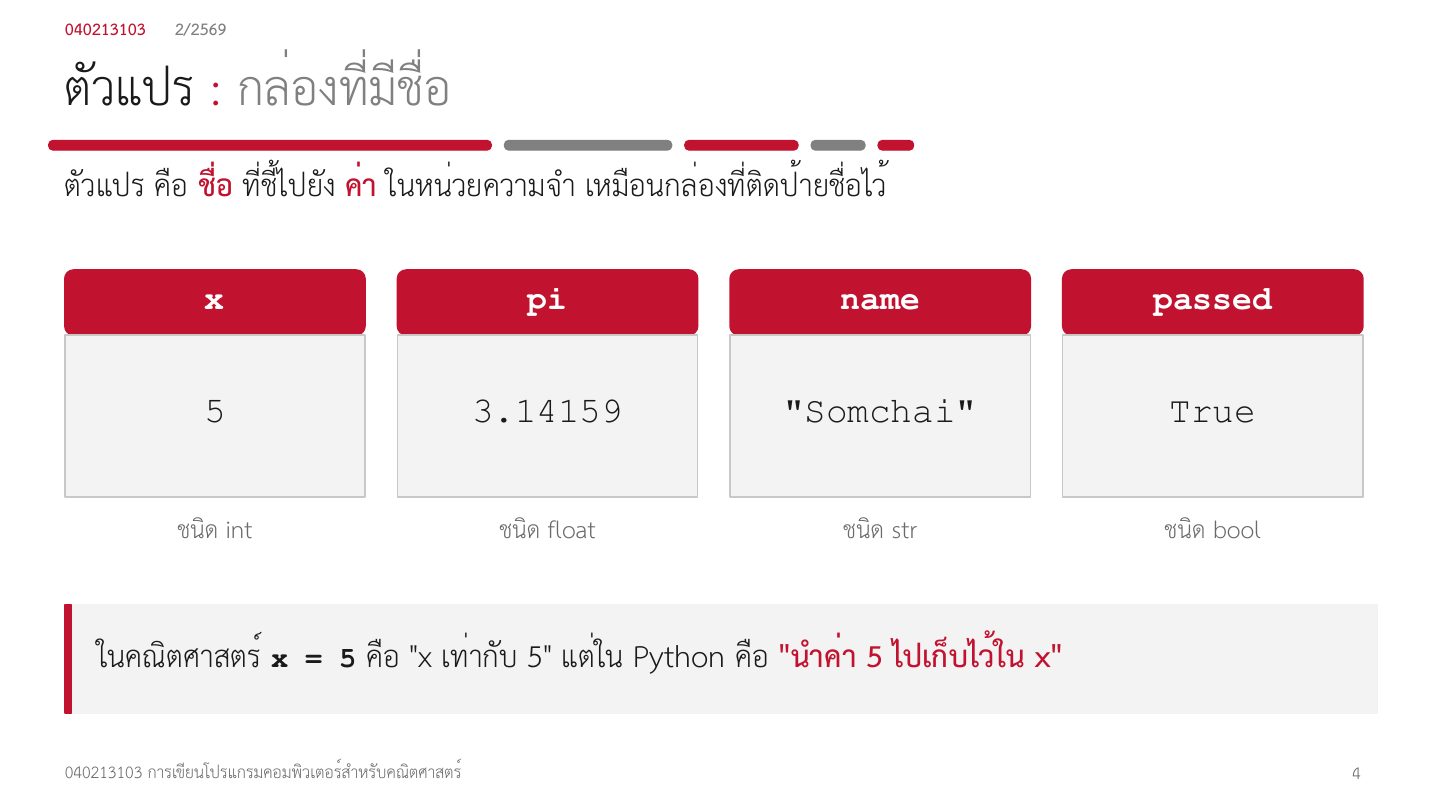 040213103 2/2569
ตัวแปร : กล่องที่มีชื่อ
ตัวแปร คือ ชื่อ ที่ชี้ไปยัง ค่า ในหน่วยความจำ เหมือนกล่องที่ติดป้ายชื่อไว้
x pi name passed
5 3.14159 "Somchai" True
ชนิด int ชนิด float ชนิด str ชนิด bool
ในคณิตศาสตร์ x = 5 คือ "x เท่ากับ 5" แต่ใน Python คือ "นำค่า 5 ไปเก็บไว้ใน x"
040213103 การเขียนโปรแกรมคอมพิวเตอร์สำหรับคณิตศาสตร์ 4